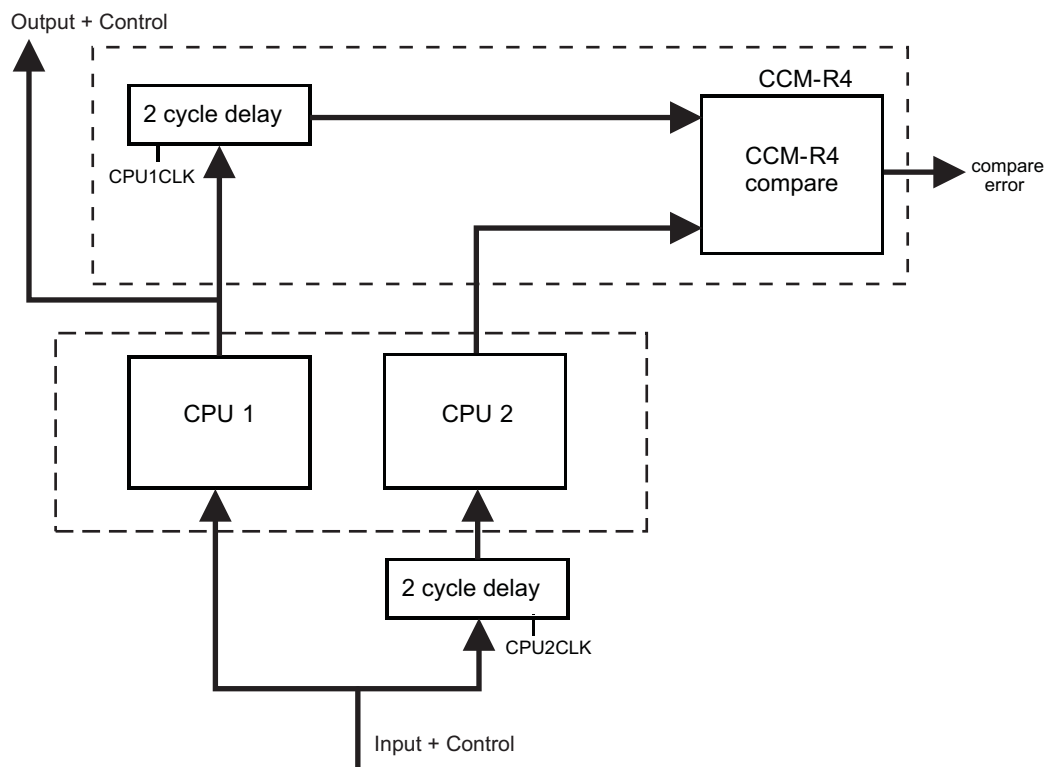 Output + Control
CCM-R4
2 cycle delay
CPU1CLK
CCM-R4
compare
compare
error
CPU 1
CPU 2
2 cycle delay
CPU2CLK
Input + Control